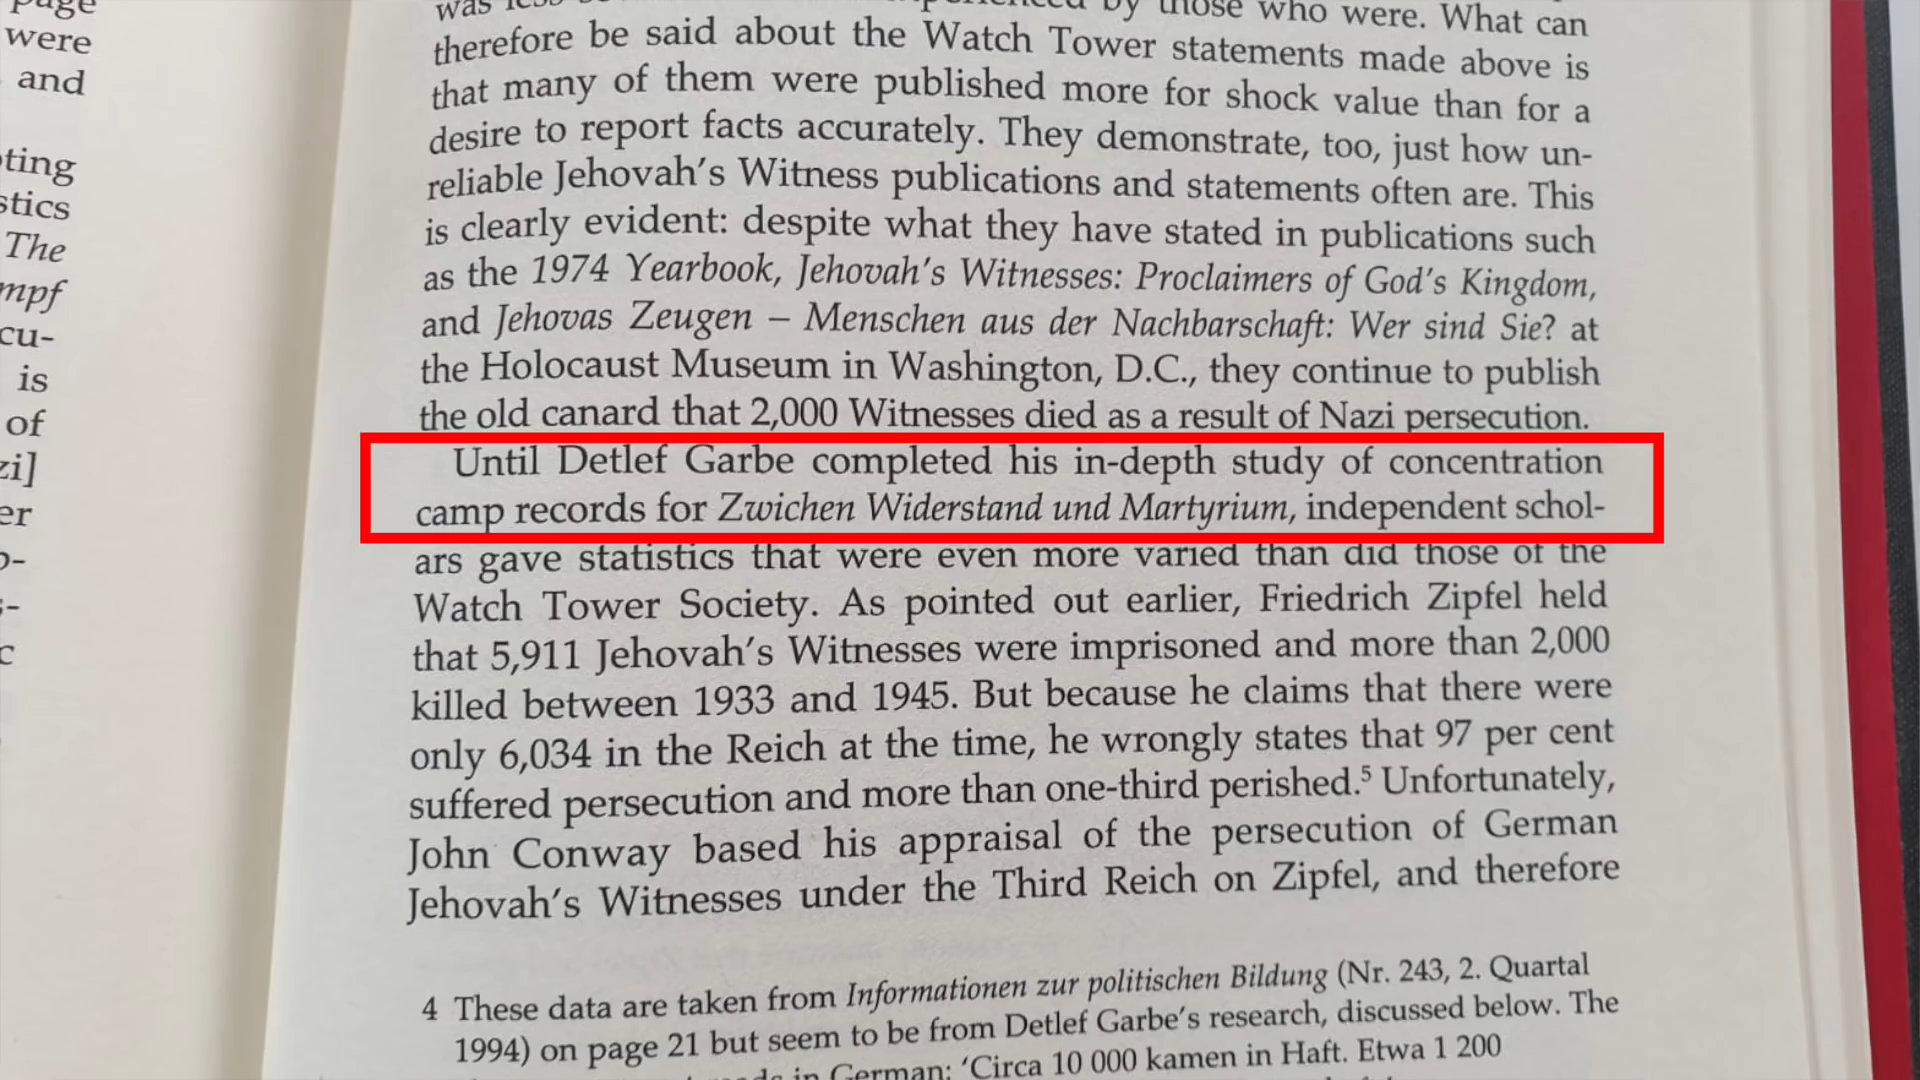 page
were
and
ting
stics
The
mpf
cu-
is
of
zi]
er
o-
s-
c
by those who were. What can
therefore be said about the Watch Tower statements made above is
that many of them were published more for shock value than for a
desire to report facts accurately. They demonstrate, too, just how un-
reliable Jehovah's Witness publications and statements often are. This
is clearly evident: despite what they have stated in publications such
as the 1974 Yearbook, Jehovah's Witnesses: Proclaimers of God's Kingdom,
and Jehovas Zeugen – Menschen aus der Nachbarschaft: Wer sind Sie? at
the Holocaust Museum in Washington, D.C., they continue to publish
the old canard that 2,000 Witnesses died as a result of Nazi persecution.
Until Detlef Garbe completed his in-depth study of concentration
camp records for Zwichen Widerstand und Martyrium, independent schol-
ars gave statistics that were even more varied than did those of the
Watch Tower Society. As pointed out earlier, Friedrich Zipfel held
that 5,911 Jehovah's Witnesses were imprisoned and more than 2,000
killed between 1933 and 1945. But because he claims that there were
only 6,034 in the Reich at the time, he wrongly states that 97 per cent
suffered persecution and more than one-third perished.⁵ Unfortunately,
John Conway based his appraisal of the persecution of German
Jehovah's Witnesses under the Third Reich on Zipfel, and therefore
4 These data are taken from Informationen zur politischen Bildung (Nr. 243, 2. Quartal
1994) on page 21 but seem to be from Detlef Garbe's research, discussed below. The
in German: 'Circa 10 000 kamen in Haft. Etwa 1 200